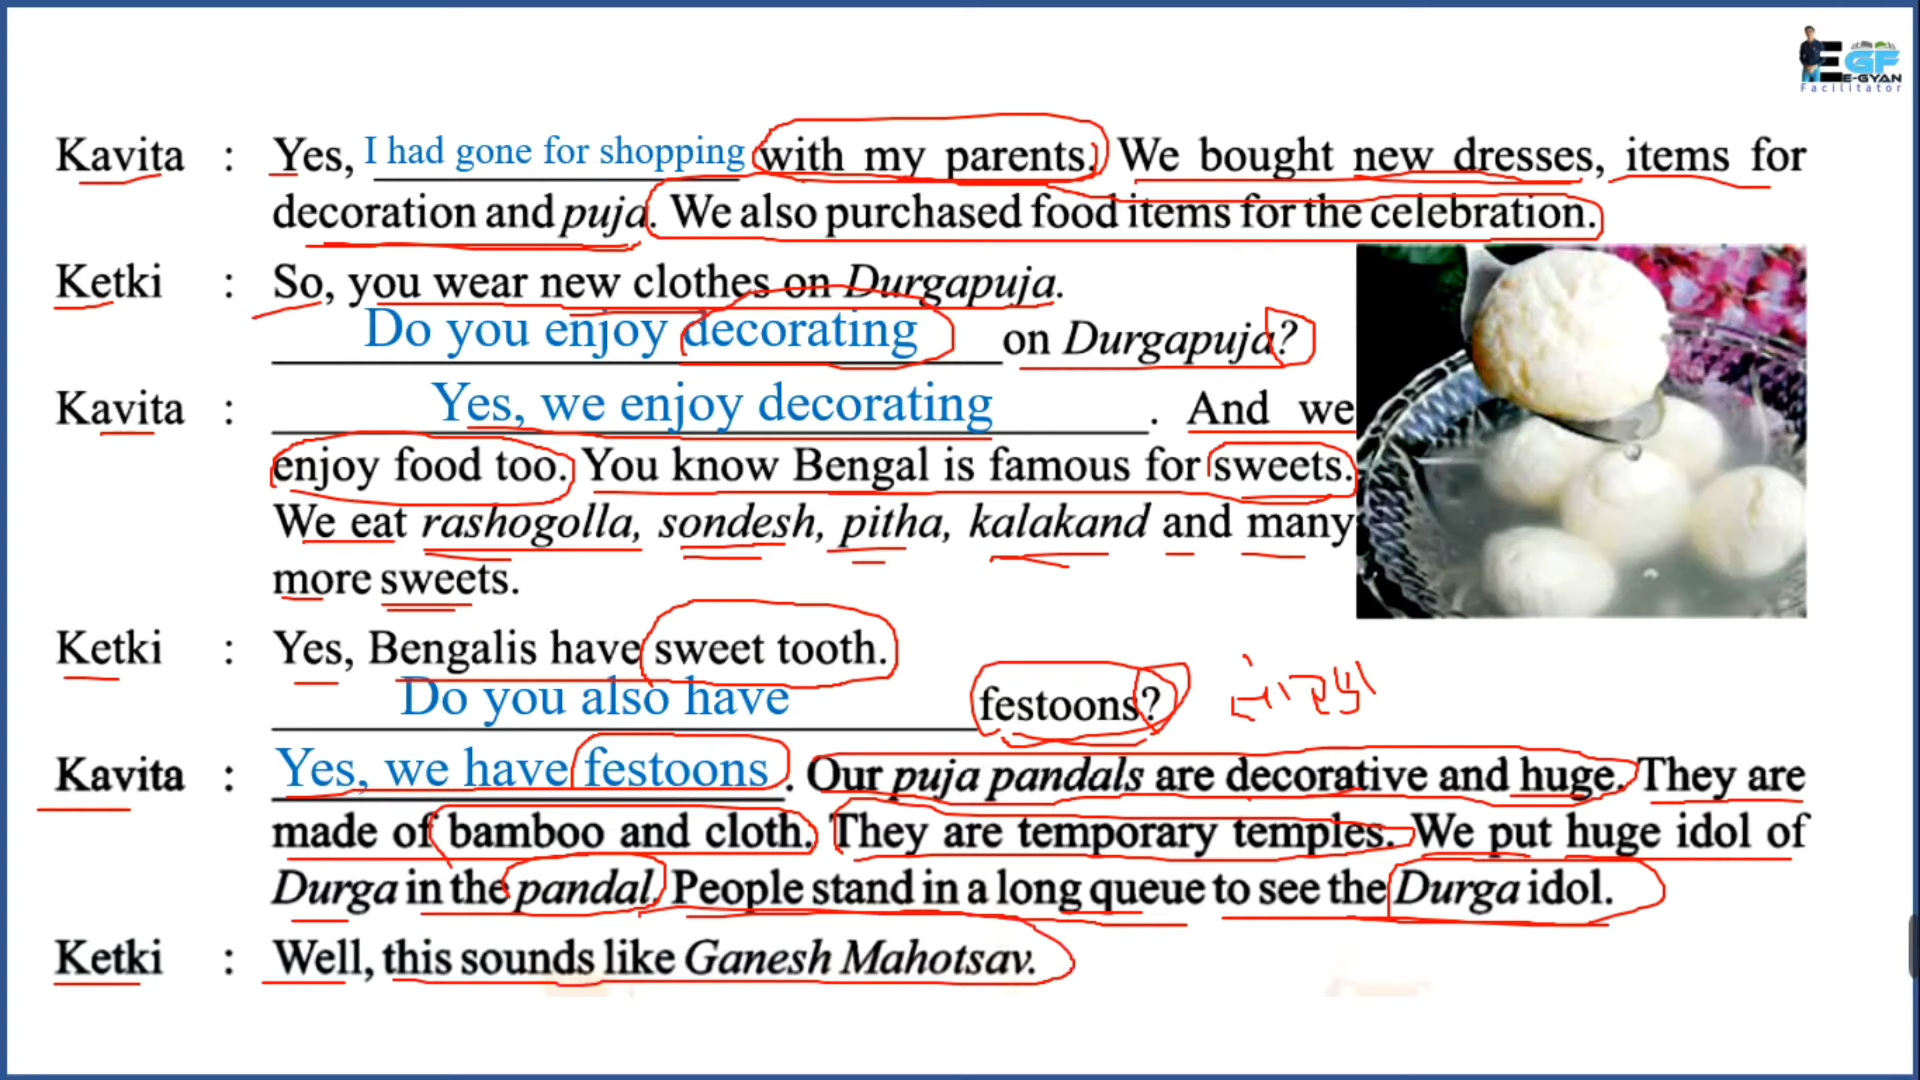 EGF
E-GYAN
Facilitator
Kavita : Yes, I had gone for shopping with my parents. We bought new dresses, items for
decoration and puja. We also purchased food items for the celebration.
Ketki : So, you wear new clothes on Durgapuja.
Do you enjoy decorating on Durgapuja?
Kavita : Yes, we enjoy decorating. And we
enjoy food too. You know Bengal is famous for sweets.
We eat rashogolla, sondesh, pitha, kalakand and many
more sweets.
Ketki : Yes, Bengalis have sweet tooth.
Do you also have festoons?
Kavita : Yes, we have festoons. Our puja pandals are decorative and huge. They are
made of bamboo and cloth. They are temporary temples. We put huge idol of
Durga in the pandal. People stand in a long queue to see the Durga idol.
Ketki : Well, this sounds like Ganesh Mahotsav.